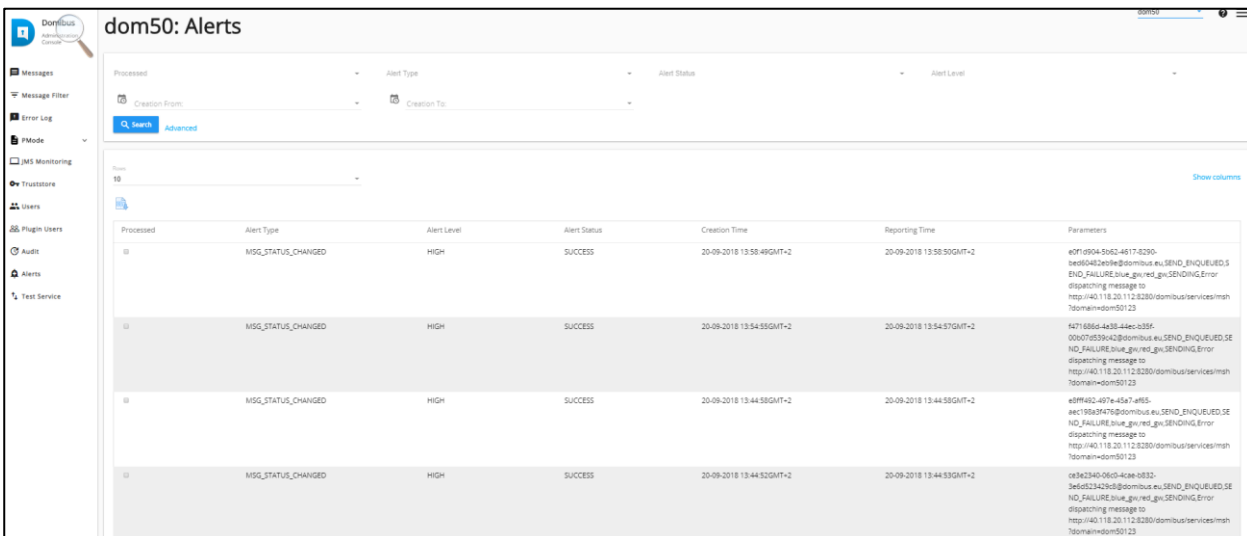 Domibus
Administration
Console
dom50: Alerts
dom50
Messages
Message Filter
Error Log
PMode
JMS Monitoring
Truststore
Users
Plugin Users
Audit
Alerts
Test Service
Processed Alert Type Alert Status Alert Level
Creation From: Creation To:
Search Advanced
Rows
10
Show columns
Processed Alert Type Alert Level Alert Status Creation Time Reporting Time Parameters
MSG_STATUS_CHANGED HIGH SUCCESS 20-09-2018 13:58:49GMT+2 20-09-2018 13:58:50GMT+2 e0f1d904-5b62-4617-8290-
bed60482eb9e@domibus.eu,SEND_ENQUEUED,S
END_FAILURE,blue_gw,red_gw,SENDING,Error
dispatching message to
http://40.118.20.112:8280/domibus/services/msh
?domain=dom50123
MSG_STATUS_CHANGED HIGH SUCCESS 20-09-2018 13:54:55GMT+2 20-09-2018 13:54:57GMT+2 f471686d-4a38-44ec-b35f-
00b07d539c42@domibus.eu,SEND_ENQUEUED,SE
ND_FAILURE,blue_gw,red_gw,SENDING,Error
dispatching message to
http://40.118.20.112:8280/domibus/services/msh
?domain=dom50123
MSG_STATUS_CHANGED HIGH SUCCESS 20-09-2018 13:44:58GMT+2 20-09-2018 13:44:58GMT+2 e8fff492-497e-45a7-af65-
aec198a3f476@domibus.eu,SEND_ENQUEUED,SE
ND_FAILURE,blue_gw,red_gw,SENDING,Error
dispatching message to
http://40.118.20.112:8280/domibus/services/msh
?domain=dom50123
MSG_STATUS_CHANGED HIGH SUCCESS 20-09-2018 13:44:52GMT+2 20-09-2018 13:44:53GMT+2 ce3e2340-06c0-4cae-b832-
3e6d523429c8@domibus.eu,SEND_ENQUEUED,SE
ND_FAILURE,blue_gw,red_gw,SENDING,Error
dispatching message to
http://40.118.20.112:8280/domibus/services/msh
?domain=dom50123